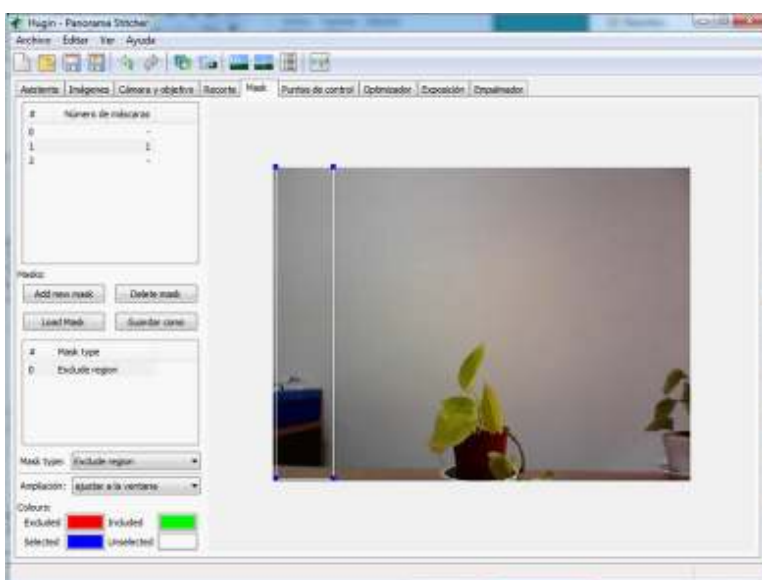 Hugin - Panorama Stitcher
Archivo Editar Ver Ayuda
Asistente Imágenes Cámara y objetivo Recorte Mask Puntos de control Optimizador Exposición Empalmador
# Número de máscaras
0 -
1 1
2 -
Masks:
Add new mask Delete mask
Load Mask Guardar como
# Mask type
0 Exclude region
Mask type: Exclude region
Ampliación: ajustar a la ventana
Colours:
Excluded Included
Selected Unselected